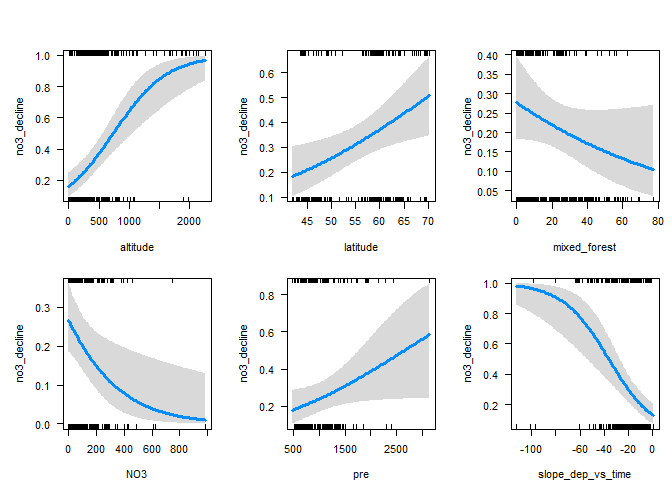 no3_decline
1.0
0.8
0.6
0.4
0.2
0 500 1000 2000
altitude
no3_decline
0.6
0.5
0.4
0.3
0.2
0.1
45 50 55 60 65 70
latitude
no3_decline
0.40
0.35
0.30
0.25
0.20
0.15
0.10
0.05
0 20 40 60 80
mixed_forest
no3_decline
0.3
0.2
0.1
0.0
0 200 400 600 800
NO3
no3_decline
0.8
0.6
0.4
0.2
500 1000 1500 2500
pre
no3_decline
1.0
0.8
0.6
0.4
0.2
-100 -60 -40 -20 0
slope_dep_vs_time